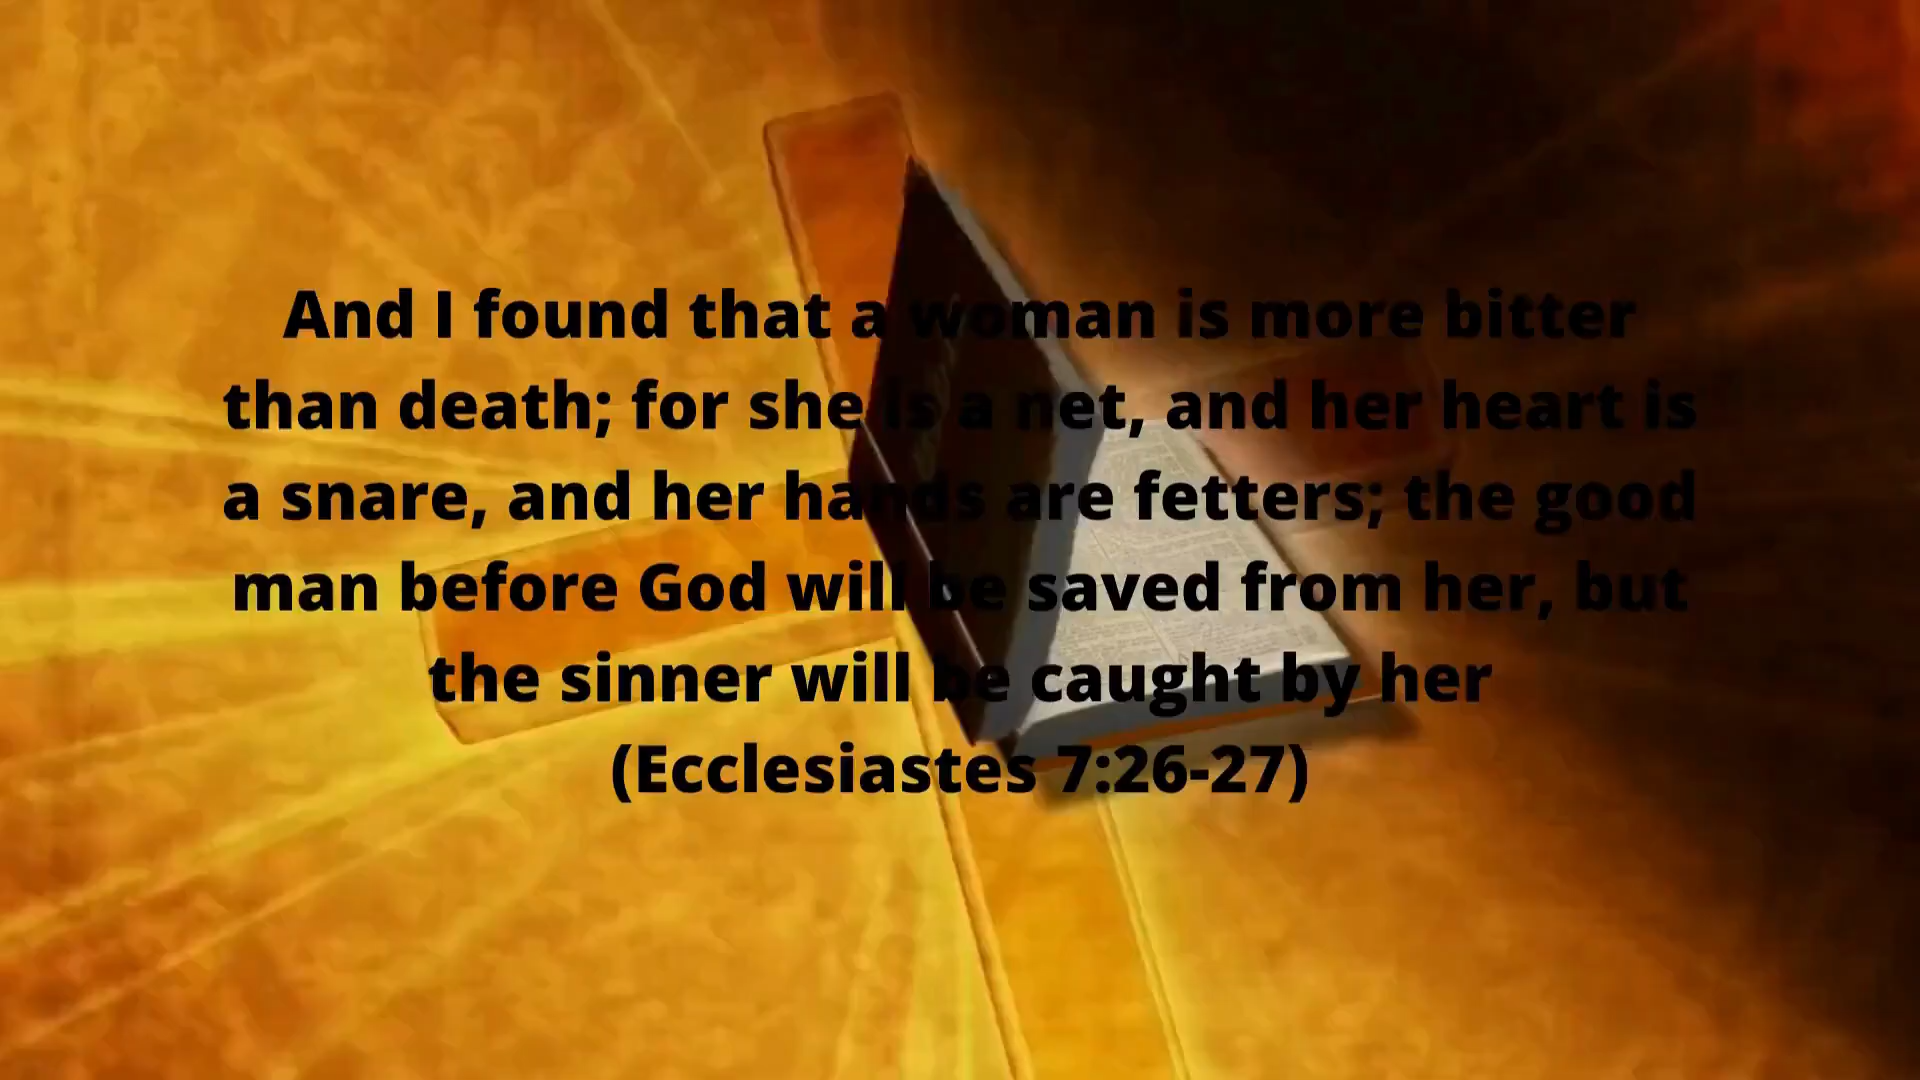 And I found that a woman is more bitter
than death; for she is a net, and her heart is
a snare, and her hands are fetters; the good
man before God will be saved from her, but
the sinner will be caught by her
(Ecclesiastes 7:26-27)